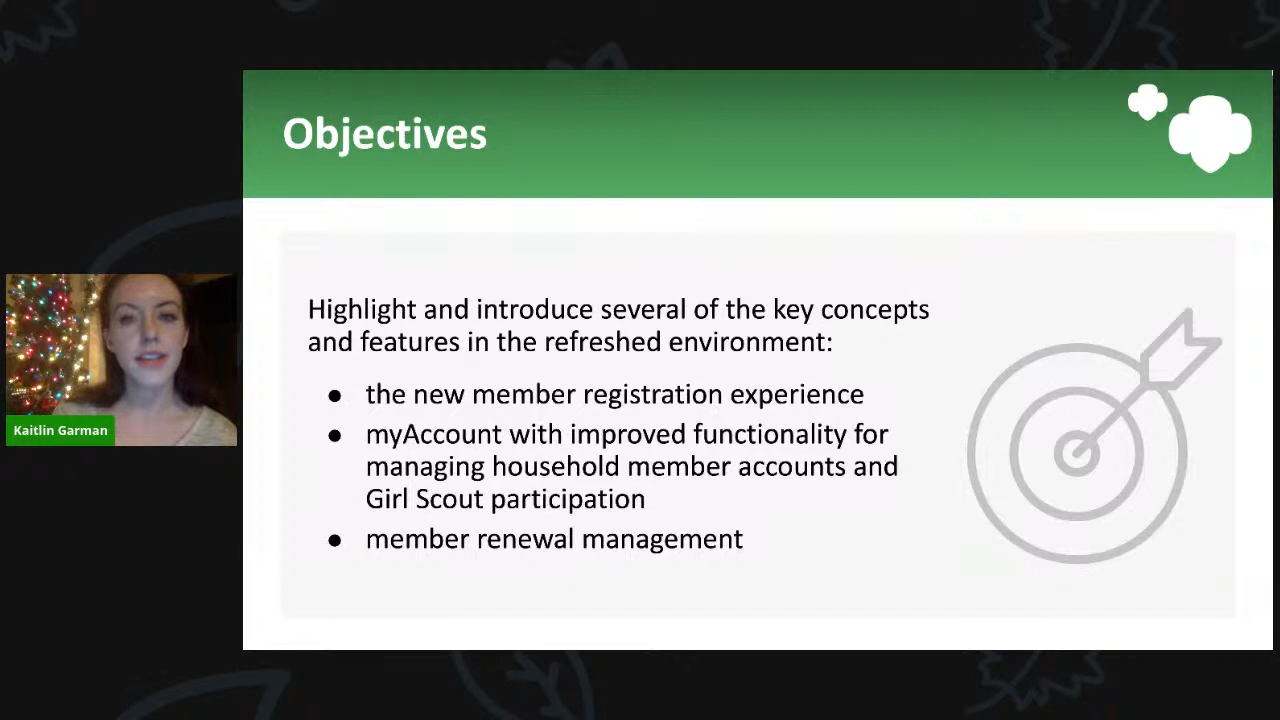 Objectives
Highlight and introduce several of the key concepts
and features in the refreshed environment:
● the new member registration experience
● myAccount with improved functionality for
managing household member accounts and
Girl Scout participation
● member renewal management
Kaitlin Garman